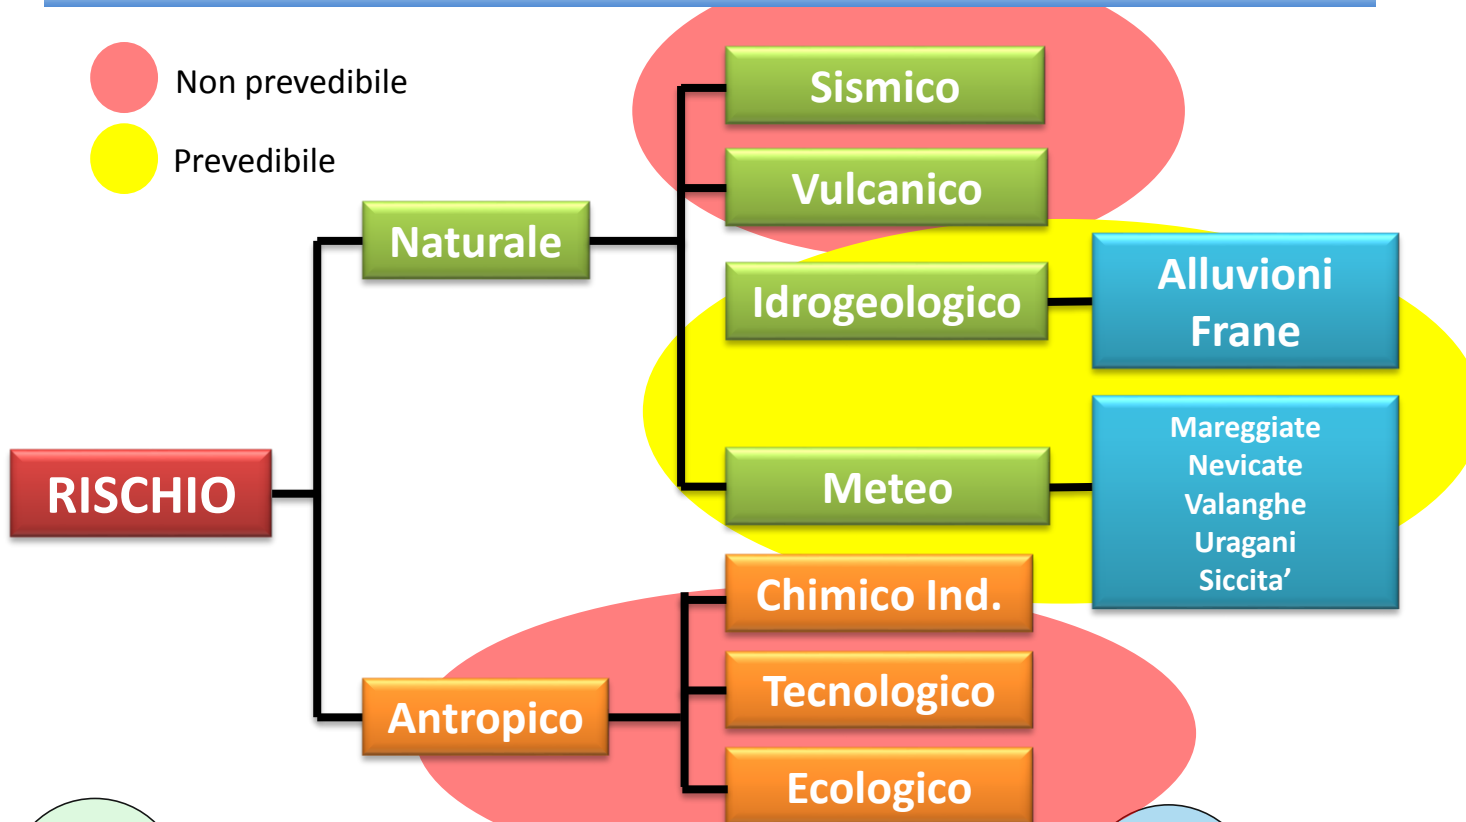 Non prevedibile
Prevedibile
Sismico
Vulcanico
Naturale
Idrogeologico
Alluvioni
Frane
RISCHIO
Meteo
Mareggiate
Nevicate
Valanghe
Uragani
Siccita’
Chimico Ind.
Tecnologico
Antropico
Ecologico